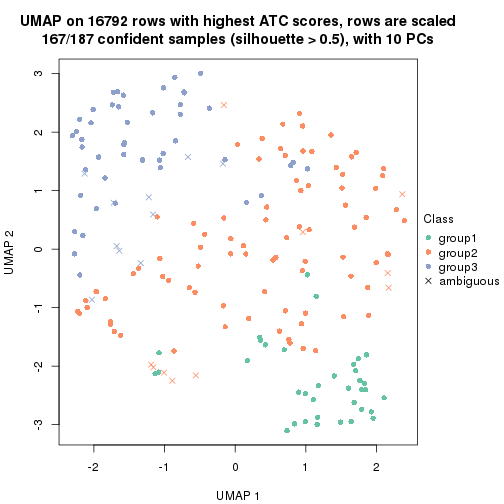 UMAP on 16792 rows with highest ATC scores, rows are scaled
167/187 confident samples (silhouette > 0.5), with 10 PCs
3
2
1
0
-1
-2
-3
UMAP 2
-2
-1
0
1
2
UMAP 1
Class
group1
group2
group3
ambiguous